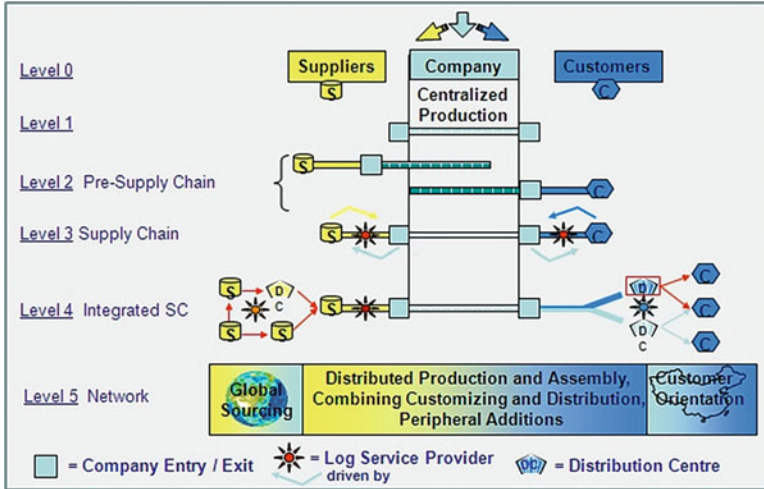 Level 0
Suppliers
Company
Customers
S
C
Centralized
Production
Level 1
S
Level 2 Pre-Supply Chain
C
Level 3 Supply Chain
S
C
S
D
C
C
Level 4 Integrated SC
S
S
S
DC
C
D
C
C
Level 5 Network
Global
Sourcing
Distributed Production and Assembly,
Combining Customizing and Distribution,
Peripheral Additions
Customer
Orientation
= Company Entry / Exit
= Log Service Provider
DC
= Distribution Centre
driven by